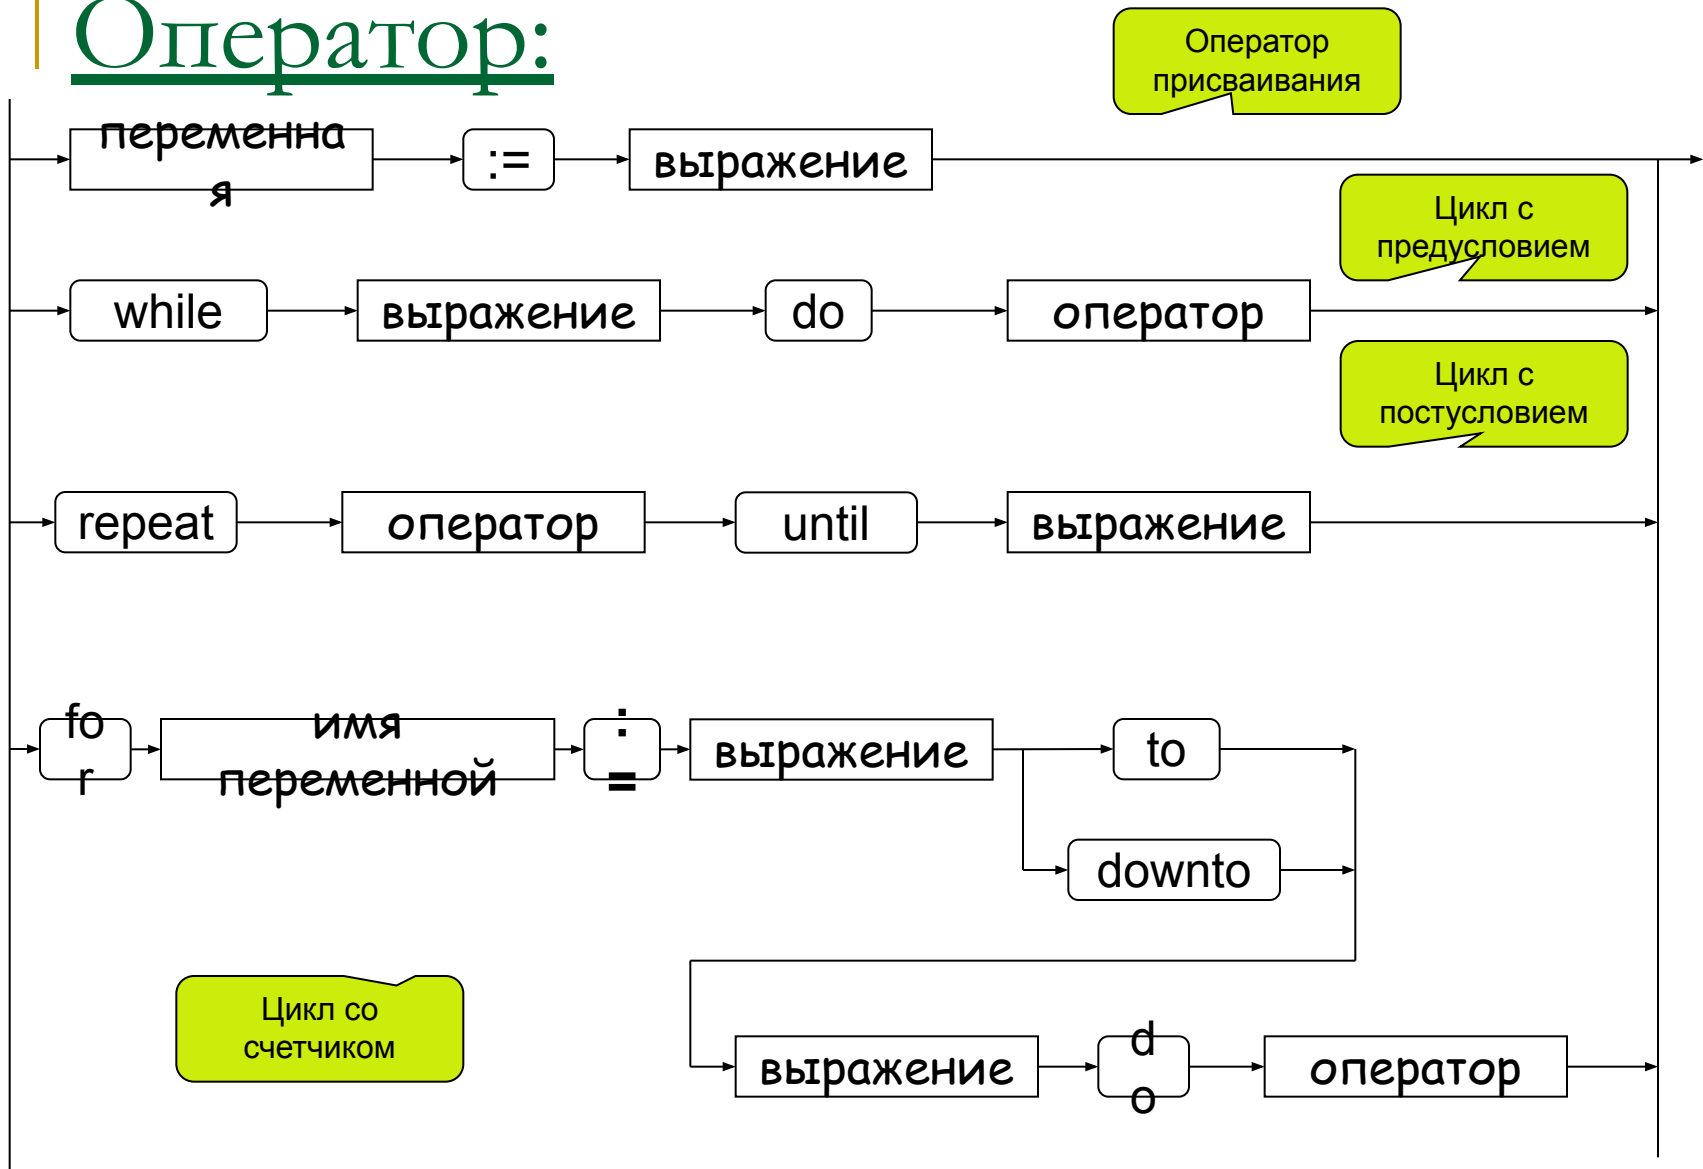 Оператор:
Оператор
присваивания
переменна
я
:=
выражение
Цикл с
предусловием
while
выражение
do
оператор
Цикл с
постусловием
repeat
оператор
until
выражение
fo
r
имя
переменной
:
=
выражение
to
downto
Цикл со
счетчиком
выражение
d
o
оператор